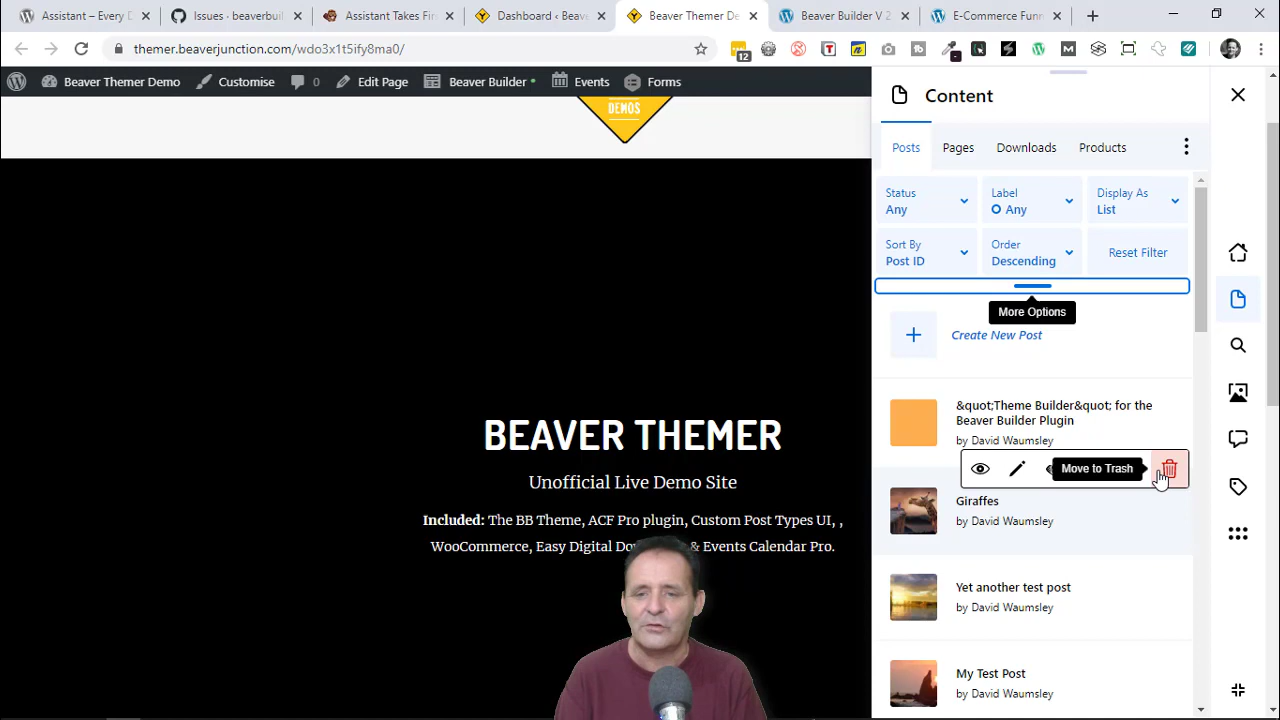 Assistant – Every D
Issues · beaverbuil
Assistant Takes Fir
Dashboard ‹ Beave
Beaver Themer De
Beaver Builder V 2
E-Commerce Funn
themer.beaverjunction.com/wdo3x1t5ify8ma0/
12
Beaver Themer Demo
Customise
0
Edit Page
Beaver Builder
Events
Forms
DEMOS
BEAVER THEMER
Unofficial Live Demo Site
Included: The BB Theme, ACF Pro plugin, Custom Post Types UI, ,
WooCommerce, Easy Digital Do & Events Calendar Pro.
Content
Posts
Pages
Downloads
Products
Status
Any
Label
Any
Display As
List
Sort By
Post ID
Order
Descending
Reset Filter
More Options
Create New Post
&quot;Theme Builder&quot; for the
Beaver Builder Plugin
by David Waumsley
Move to Trash
Giraffes
by David Waumsley
Yet another test post
by David Waumsley
My Test Post
by David Waumsley